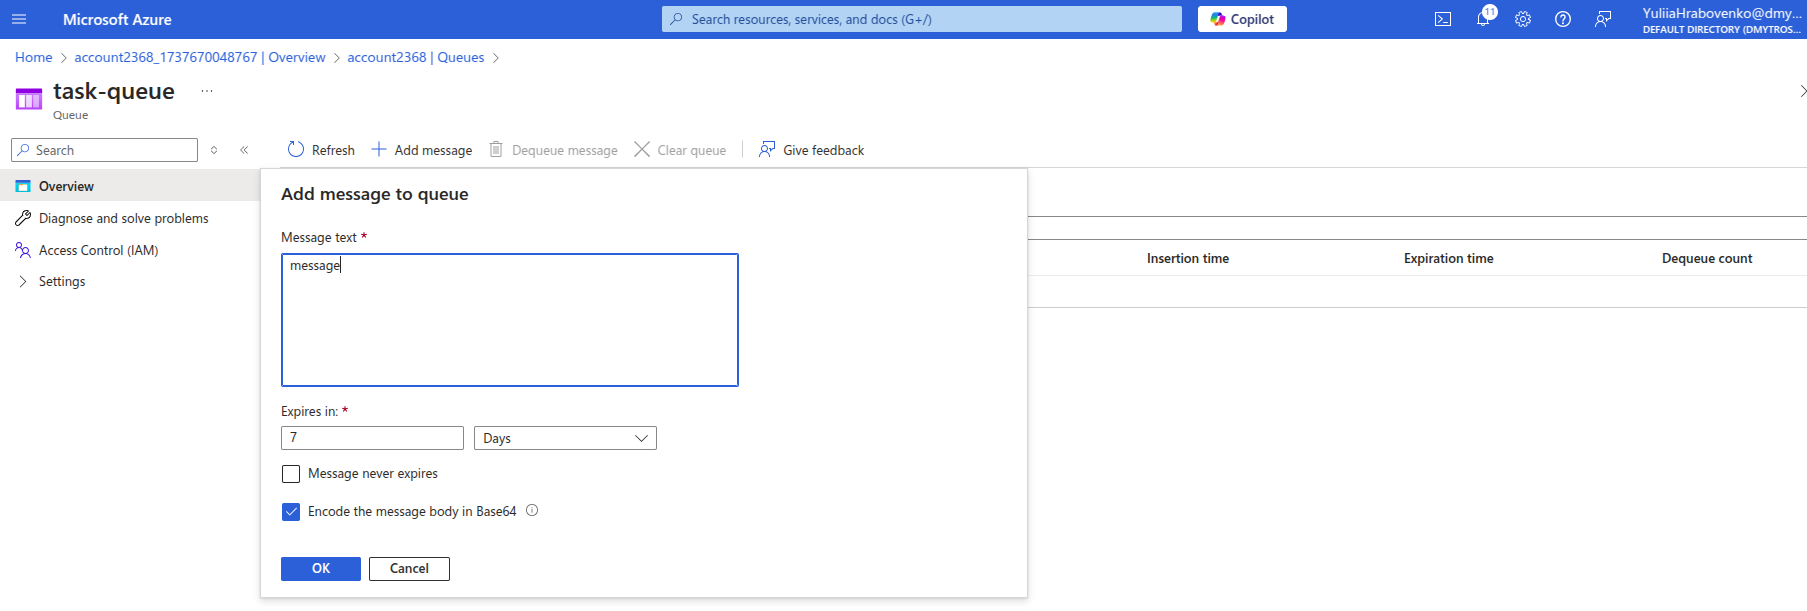 Microsoft Azure
Search resources, services, and docs (G+/)
Copilot
11
YuliiaHrabovenko@dmy...
DEFAULT DIRECTORY (DMYTROS...
Home > account2368_1737670048767 | Overview > account2368 | Queues >
task-queue ...
Queue
Search
Refresh
Add message
Dequeue message
Clear queue
Give feedback
Overview
Diagnose and solve problems
Access Control (IAM)
Settings
Add message to queue
Message text *
message
Expires in: *
7
Days
Message never expires
Encode the message body in Base64
OK
Cancel
Insertion time
Expiration time
Dequeue count